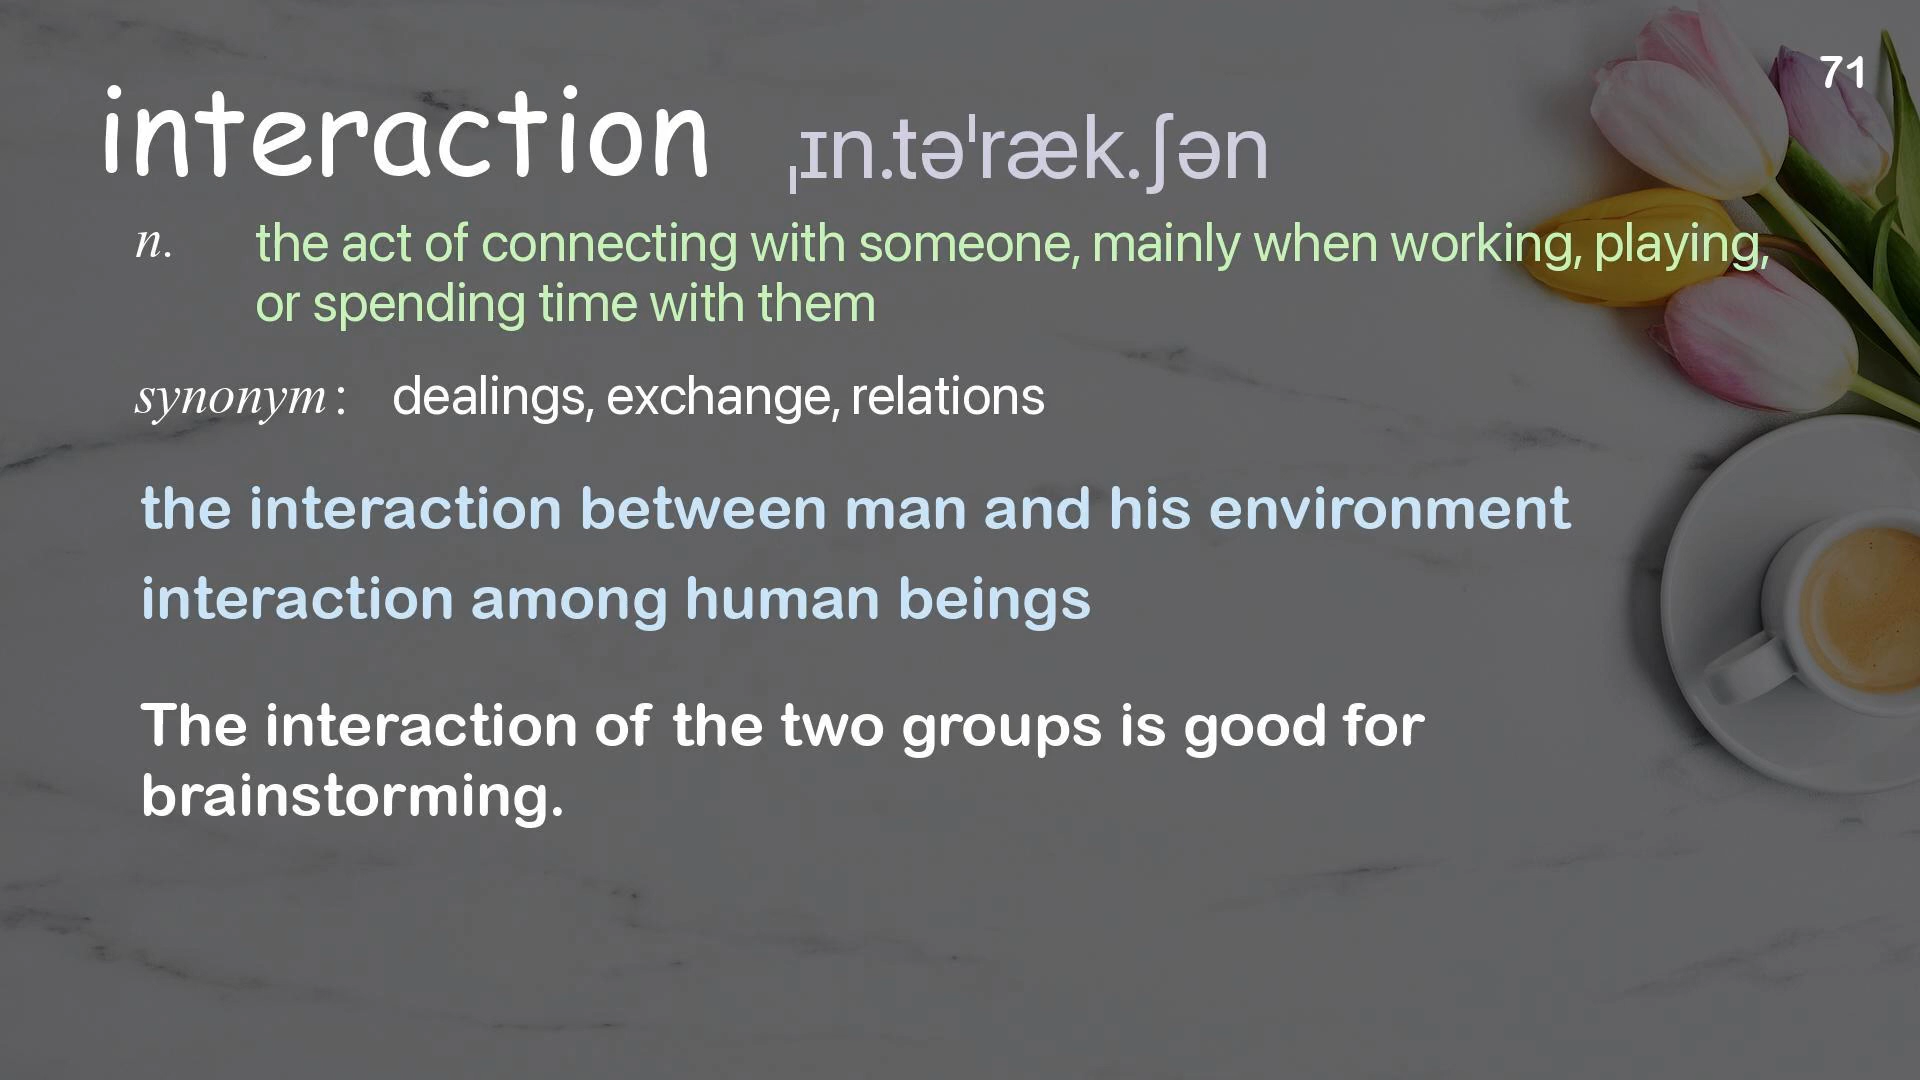 71
interaction ˌɪn.təˈræk.ʃən
n. the act of connecting with someone, mainly when working, playing,
or spending time with them
synonym : dealings, exchange, relations
the interaction between man and his environment
interaction among human beings
The interaction of the two groups is good for
brainstorming.